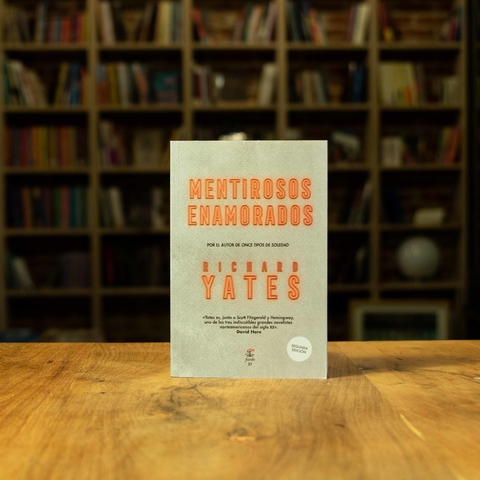 MENTIROSOS
ENAMORADOS
POR EL AUTOR DE ONCE TIPOS DE SOLEDAD
RICHARD
YATES
«Yates es, junto a Scott Fitzgerald y Hemingway,
uno de los tres indiscutibles grandes novelistas
norteamericanos del siglo XX».
David Hare
SEGUNDA
EDICIÓN
fiordo